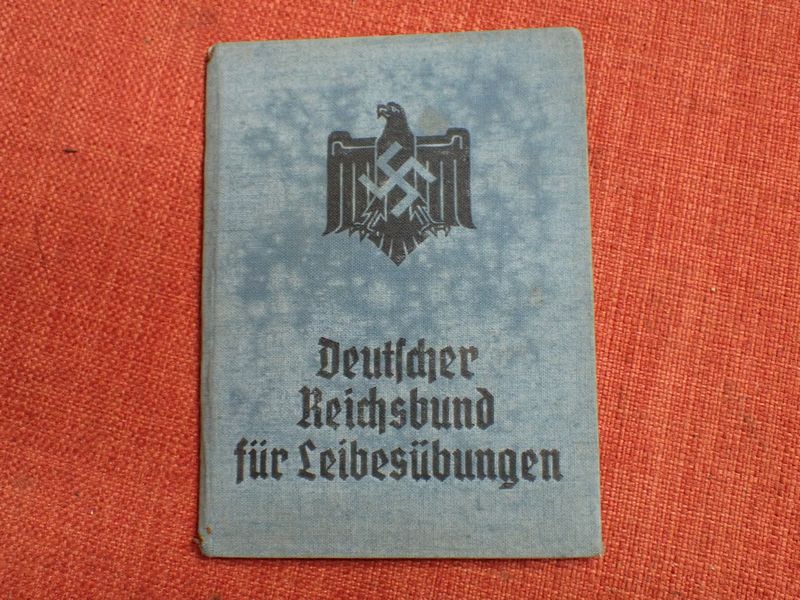 Deutscher
Reichsbund
für Leibesübungen